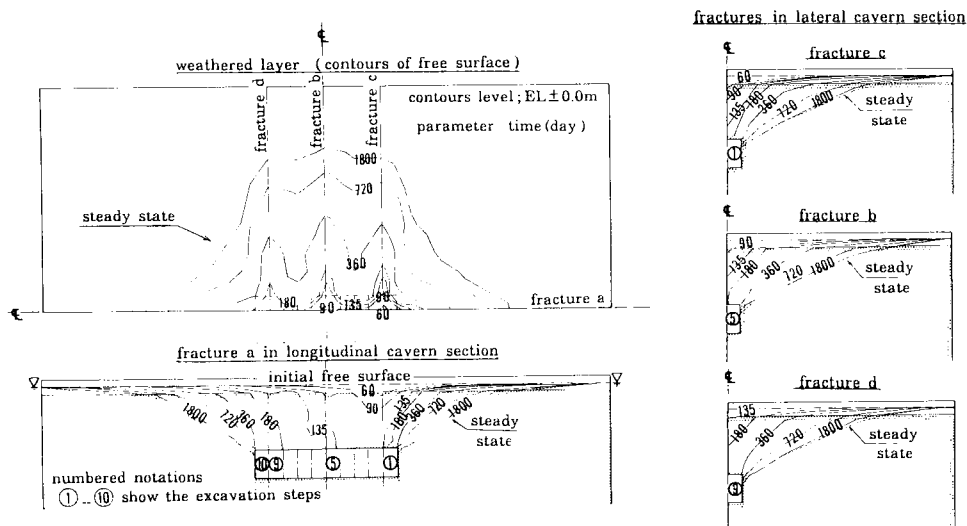 fractures in lateral cavern section
℄
weathered layer (contours of free surface)
fracture d
fracture b
fracture c
contours level; EL±0.0m
parameter time(day)
1800
720
steady state
360
180
90
135
90
60
fracture a
℄
fracture a in longitudinal cavern section
initial free surface
60
90
135
180
360
720
1800
1800
720
360
180
135
steady
state
⑩ ⑨ ⑤ ①
numbered notations
① -- ⑩ show the excavation steps
℄
fracture c
60
90
135
180
360
720
1800
steady
state
①
℄
fracture b
90
135
180
360
720
1800
steady
state
⑤
℄
fracture d
135
180
360
720
1800
steady
state
⑨